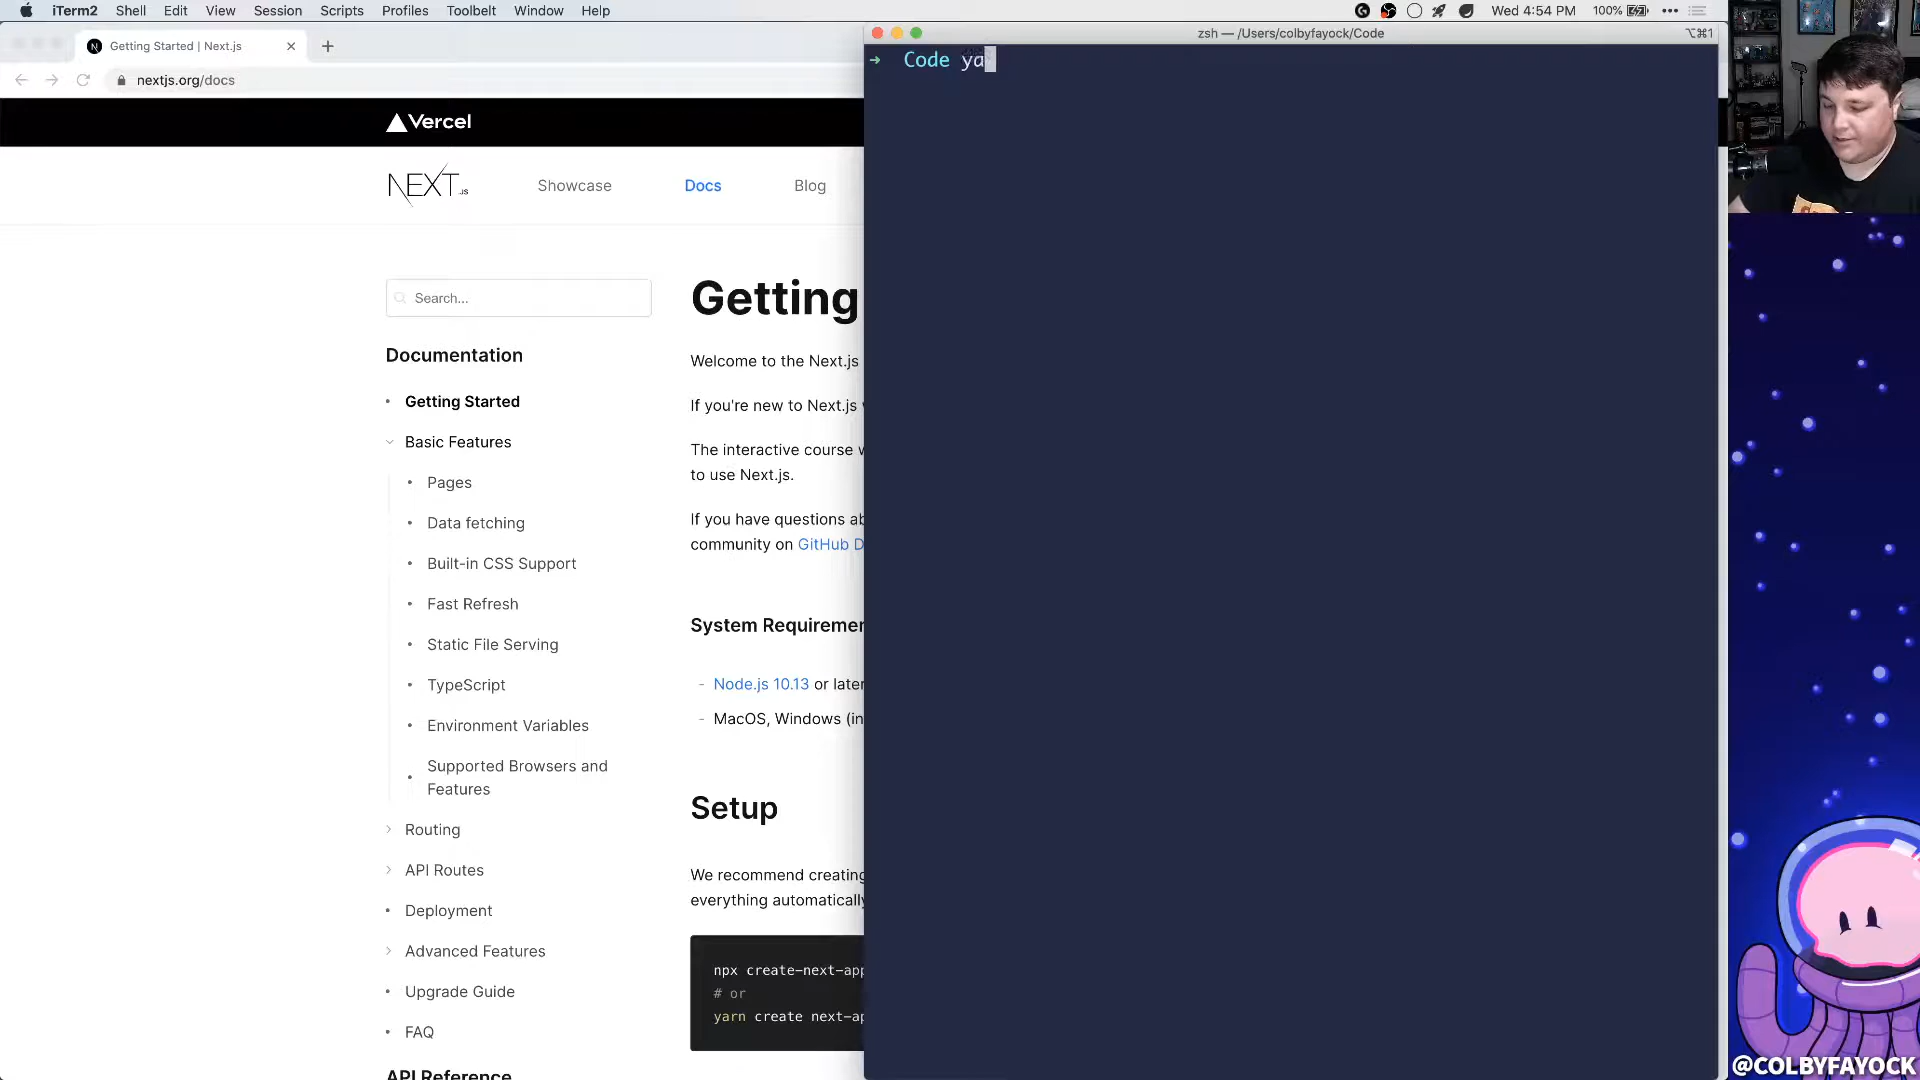 iTerm2 Shell Edit View Session Scripts Profiles Toolbelt Window Help
Wed 4:54 PM 100%
Getting Started | Next.js
nextjs.org/docs
zsh — /Users/colbyfayock/Code
⌥⌘1
→ Code ya
Vercel
NEXT.JS
Showcase
Docs
Blog
Search...
Documentation
Getting Started
Basic Features
Pages
Data fetching
Built-in CSS Support
Fast Refresh
Static File Serving
TypeScript
Environment Variables
Supported Browsers and
Features
Routing
API Routes
Deployment
Advanced Features
Upgrade Guide
FAQ
API Reference
Getting
Welcome to the Next.js
If you're new to Next.js
The interactive course
to use Next.js.
If you have questions
community on GitHub D
System Requiremen
- Node.js 10.13 or later
- MacOS, Windows (in
Setup
We recommend creating
everything automatically
npx create-next-app
# or
yarn create next-ap
@COLBYFAYOCK